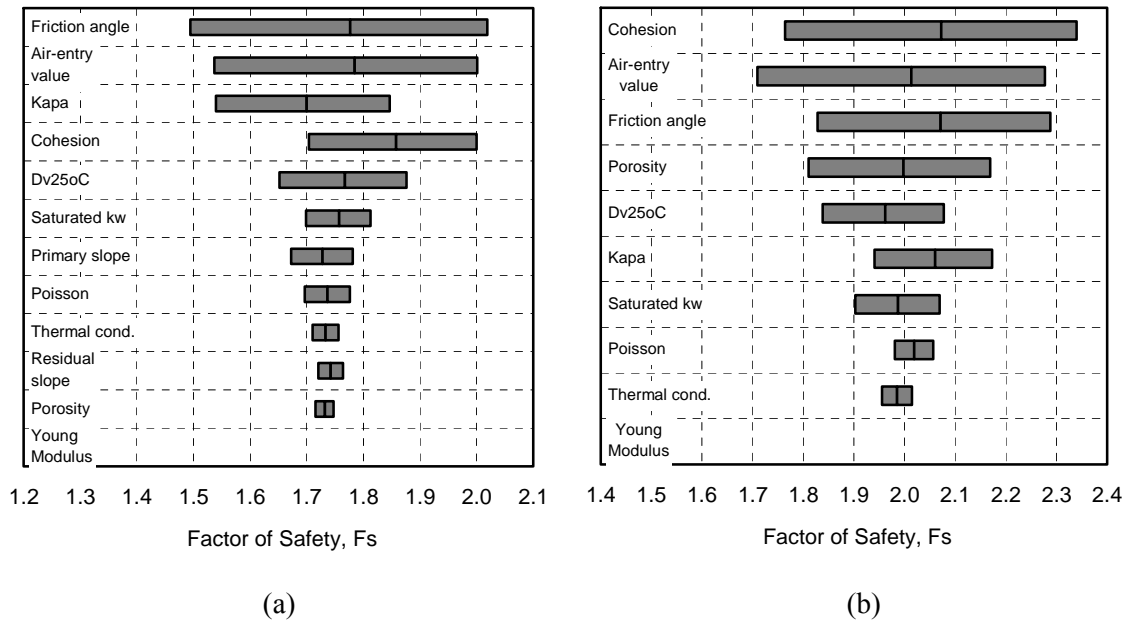 Friction angle
Air-entry
value
Kapa
Cohesion
Dv25oC
Saturated kw
Primary slope
Poisson
Thermal cond.
Residual
slope
Porosity
Young
Modulus
1.2 1.3 1.4 1.5 1.6 1.7 1.8 1.9 2.0 2.1
Factor of Safety, Fs
(a)
Cohesion
Air-entry
value
Friction angle
Porosity
Dv25oC
Kapa
Saturated kw
Poisson
Thermal cond.
Young
Modulus
1.4 1.5 1.6 1.7 1.8 1.9 2.0 2.1 2.2 2.3 2.4
Factor of Safety, Fs
(b)